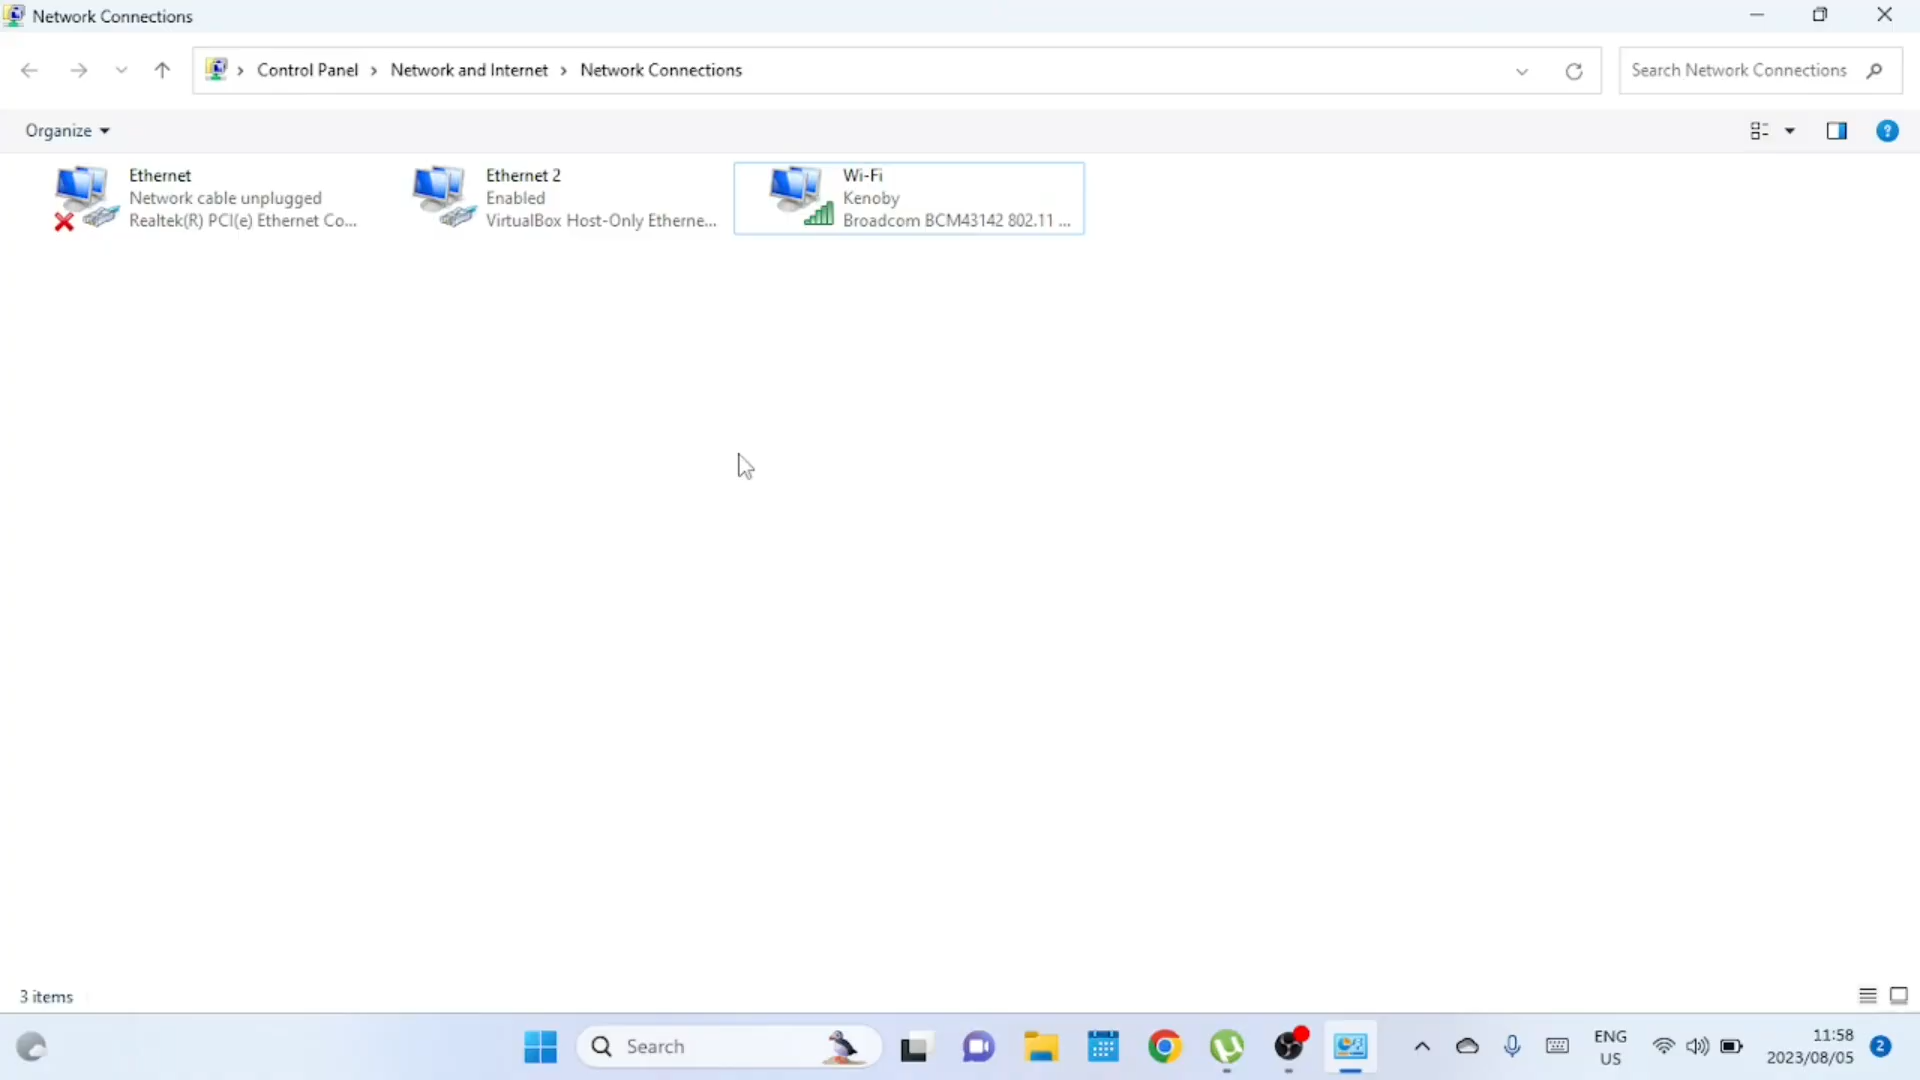 Network Connections
Control Panel
Network and Internet
Network Connections
Search Network Connections
Organize
Ethernet
Network cable unplugged
Realtek(R) PCI(e) Ethernet Co...
Ethernet 2
Enabled
VirtualBox Host-Only Etherne...
Wi-Fi
Kenoby
Broadcom BCM43142 802.11 ...
3 items
Search
ENG
US
11:58
2023/08/05
2